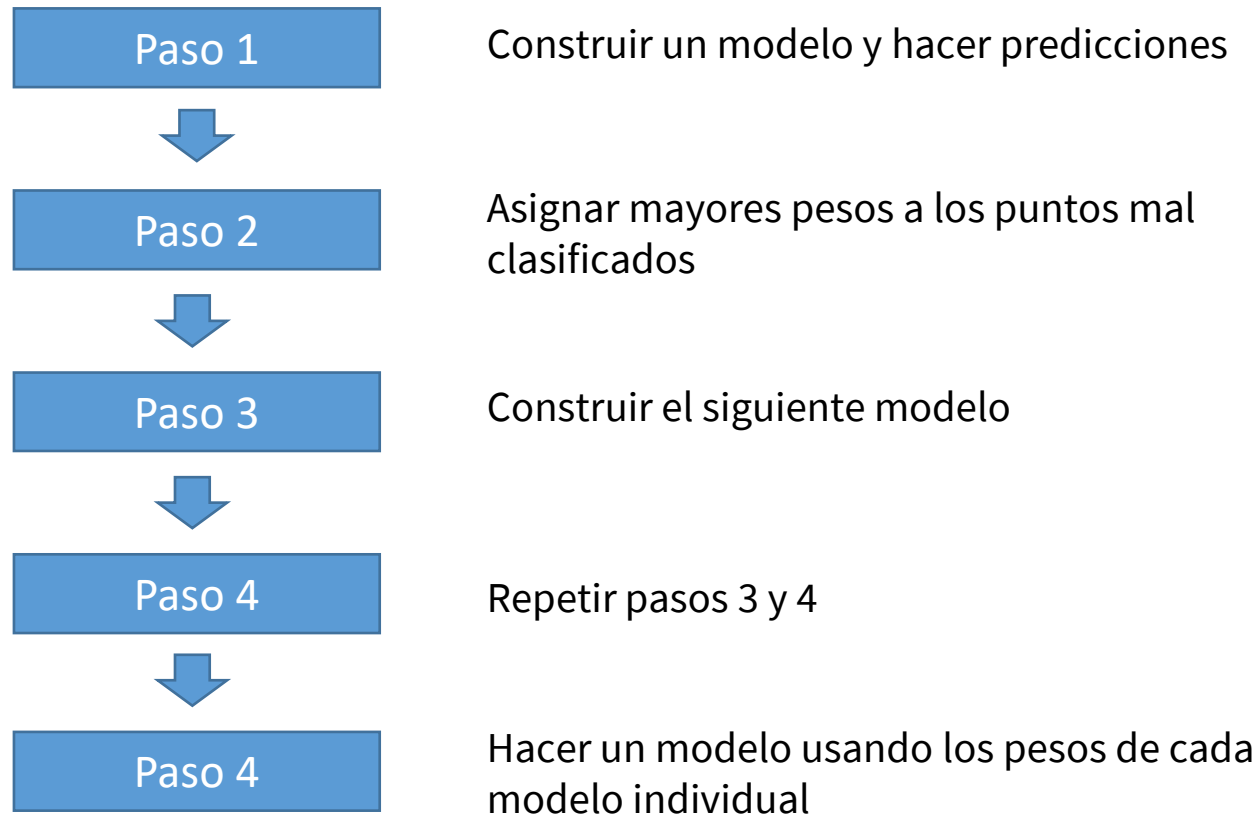 Paso 1
Construir un modelo y hacer predicciones
Paso 2
Asignar mayores pesos a los puntos mal
clasificados
Paso 3
Construir el siguiente modelo
Paso 4
Repetir pasos 3 y 4
Paso 4
Hacer un modelo usando los pesos de cada
modelo individual